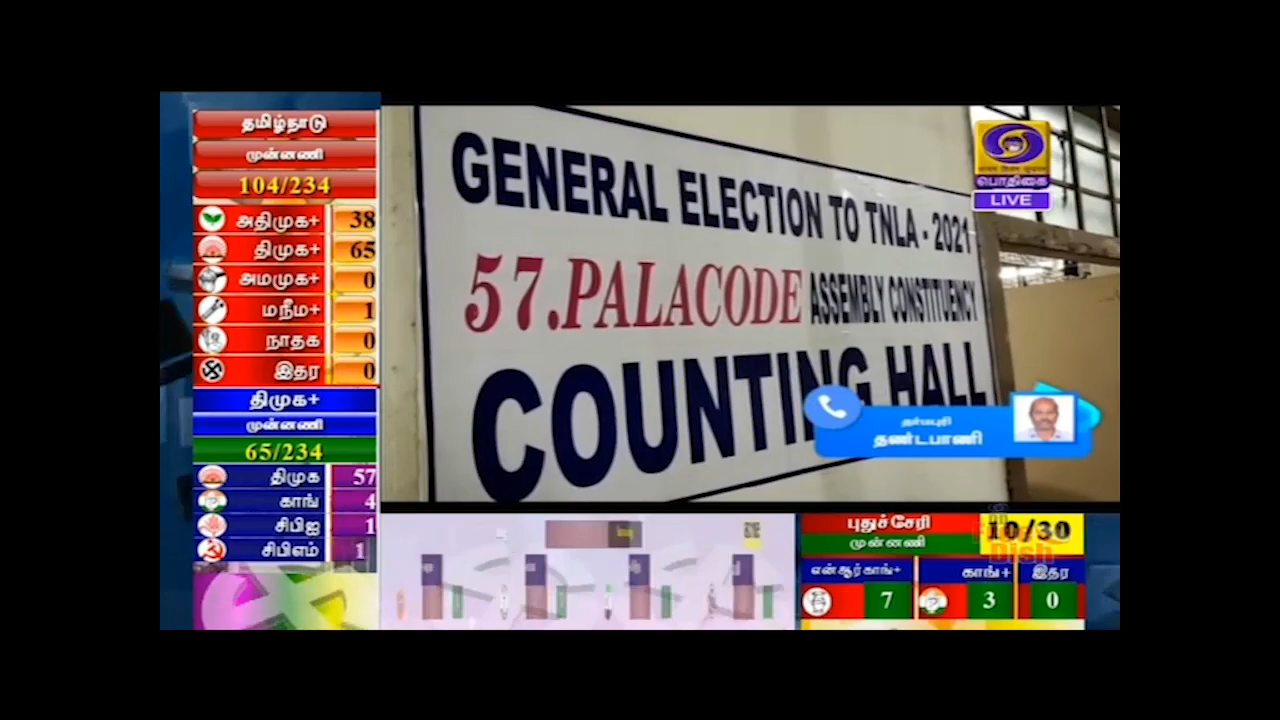 தமிழ்நாடு
முன்னணி
104/234
அதிமுக+ 38
திமுக+ 65
அமமுக+ 0
மநீம+ 1
நாதக 0
இதர 0
திமுக+
முன்னணி
65/234
திமுக 57
காங் 4
சிபிஐ 1
சிபிஎம் 1
GENERAL ELECTION TO TNLA - 2021
57.PALACODE ASSEMBLY CONSTITUENCY
COUNTING HALL
பொதிகை
LIVE
தர்மபுரி
தண்டபாணி
புதுச்சேரி 10/30
முன்னணி
என்ஆர்காங்+ காங்+ இதர
7 3 0
Dish